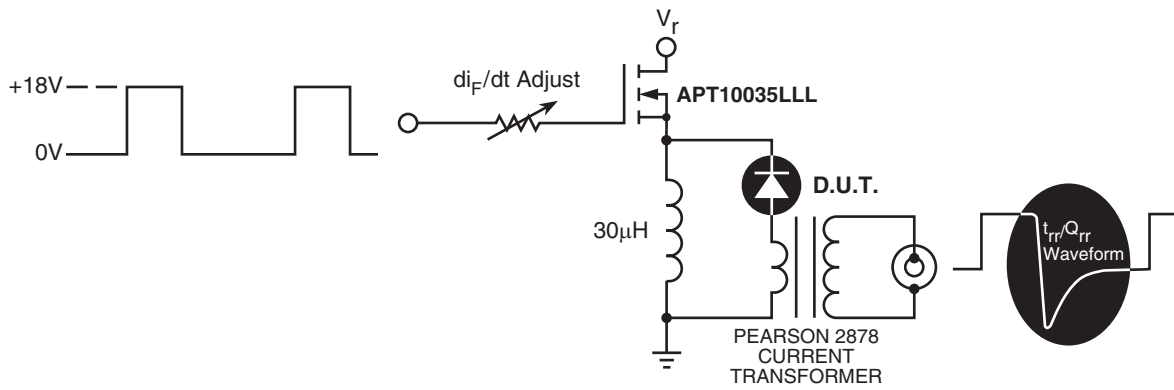 V_r
+18V
di_F/dt Adjust
APT10035LLL
0V
D.U.T.
30μH
t_rr/Q_rr
Waveform
PEARSON 2878
CURRENT
TRANSFORMER